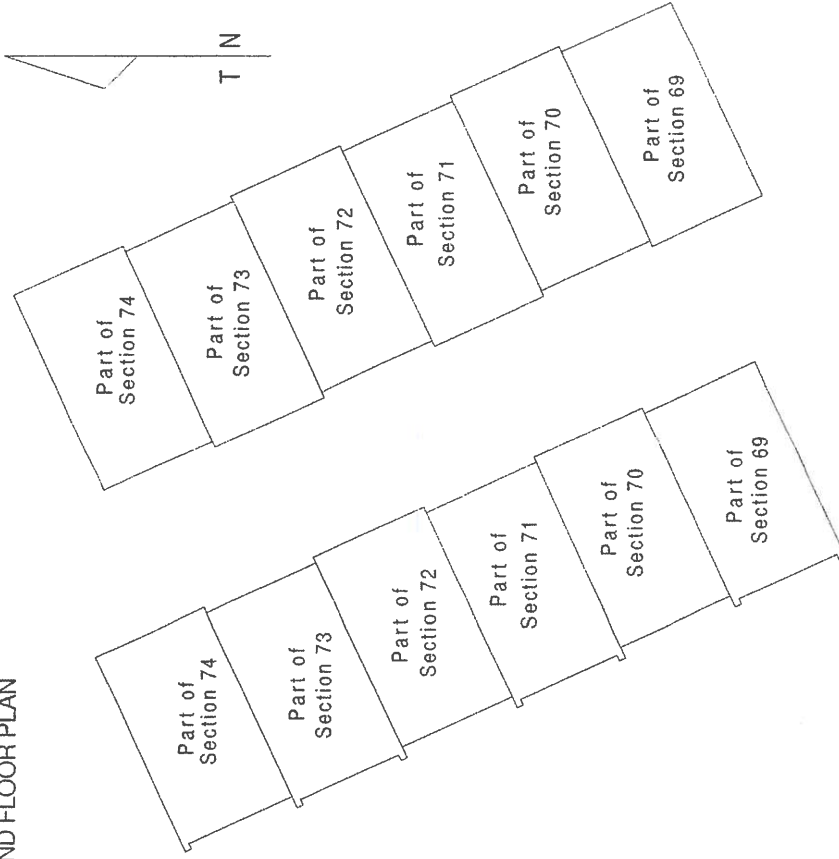 ND FLOOR PLAN
T N
Part of
Section 74
Part of
Section 73
Part of
Section 72
Part of
Section 71
Part of
Section 70
Part of
Section 69
Part of
Section 74
Part of
Section 73
Part of
Section 72
Part of
Section 71
Part of
Section 70
Part of
Section 69